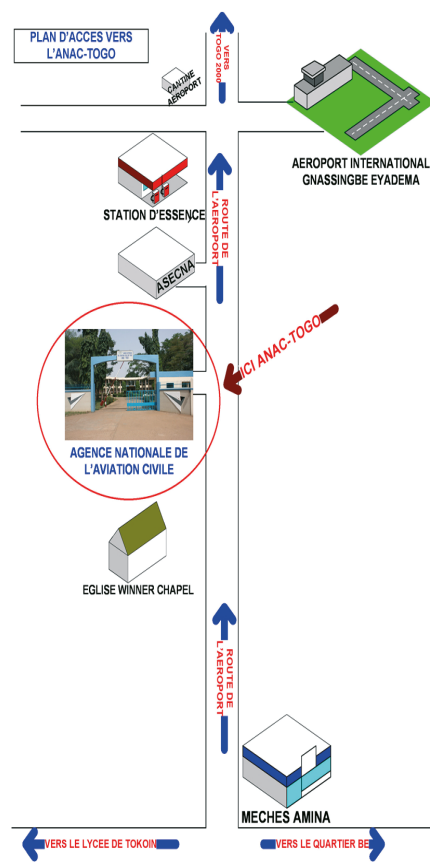 PLAN D'ACCES VERS
L'ANAC-TOGO
VERS
TOGO 2000
CANTINE
AEROPORT
AEROPORT INTERNATIONAL
GNASSINGBE EYADEMA
STATION D'ESSENCE
ROUTE DE
L'AEROPORT
ASECNA
ICI ANAC-TOGO
AGENCE NATIONALE DE
L'AVIATION CIVILE
EGLISE WINNER CHAPEL
ROUTE DE
L'AEROPORT
MECHES AMINA
VERS LE LYCEE DE TOKOIN
VERS LE QUARTIER BE